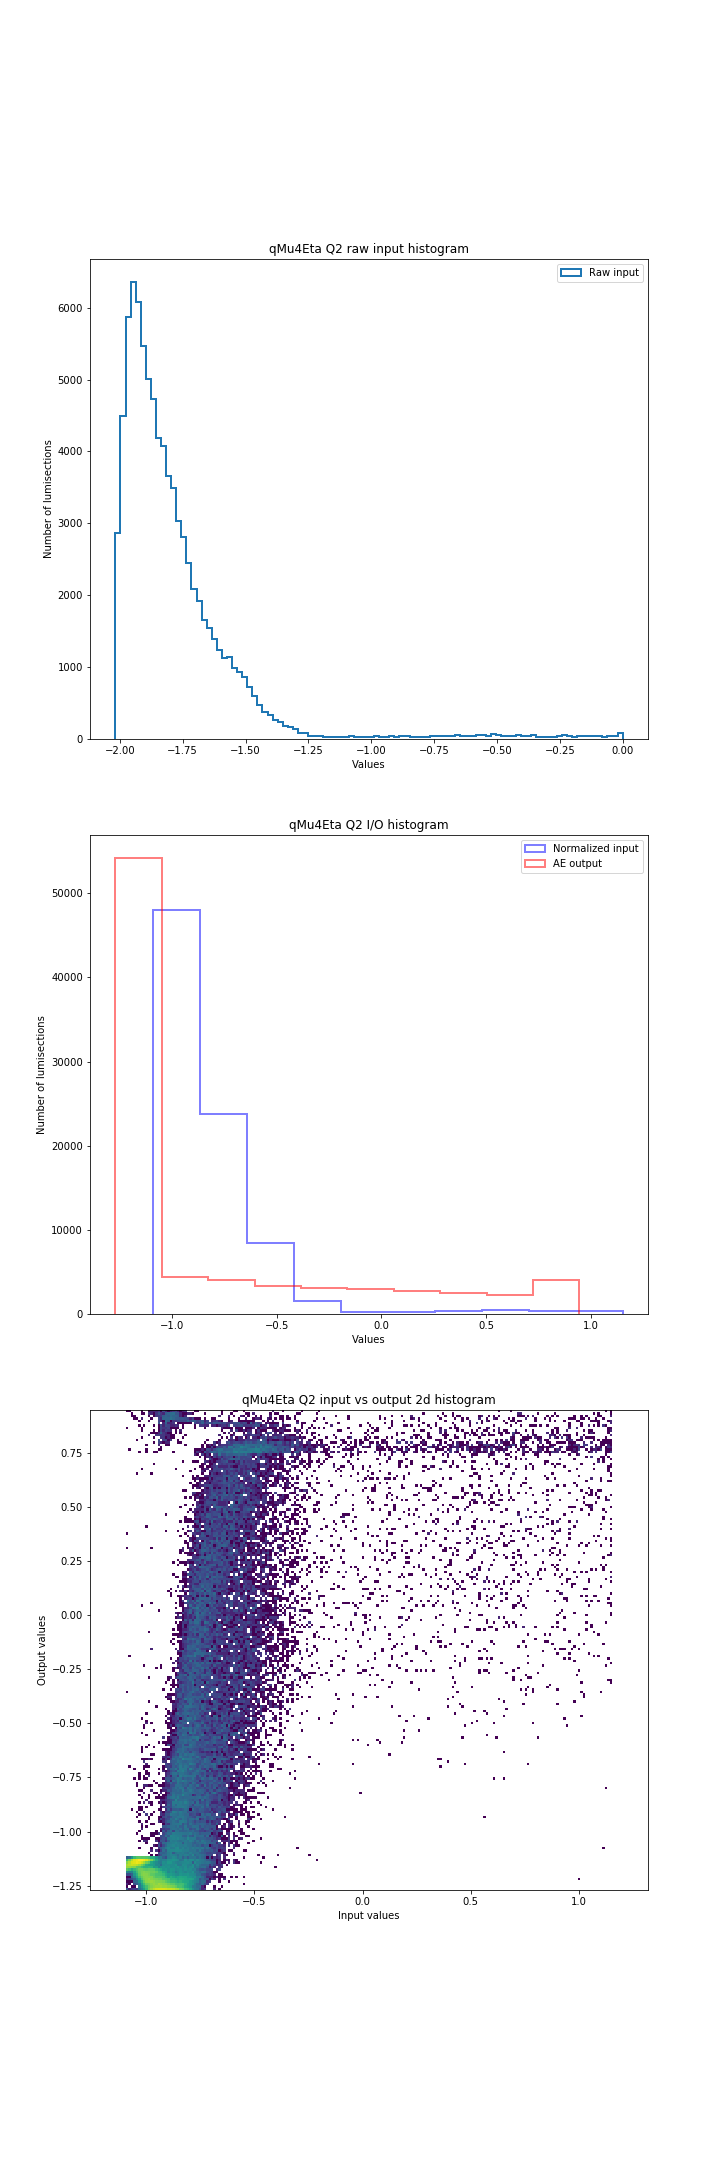 qMu4Eta Q2 raw input histogram
Raw input
6000
5000
4000
3000
2000
1000
0
Number of lumisections
−2.00 −1.75 −1.50 −1.25 −1.00 −0.75 −0.50 −0.25 0.00
Values
qMu4Eta Q2 I/O histogram
Normalized input
AE output
50000
40000
30000
20000
10000
0
Number of lumisections
−1.0 −0.5 0.0 0.5 1.0
Values
qMu4Eta Q2 input vs output 2d histogram
0.75
0.50
0.25
0.00
−0.25
−0.50
−0.75
−1.00
−1.25
Output values
−1.0 −0.5 0.0 0.5 1.0
Input values